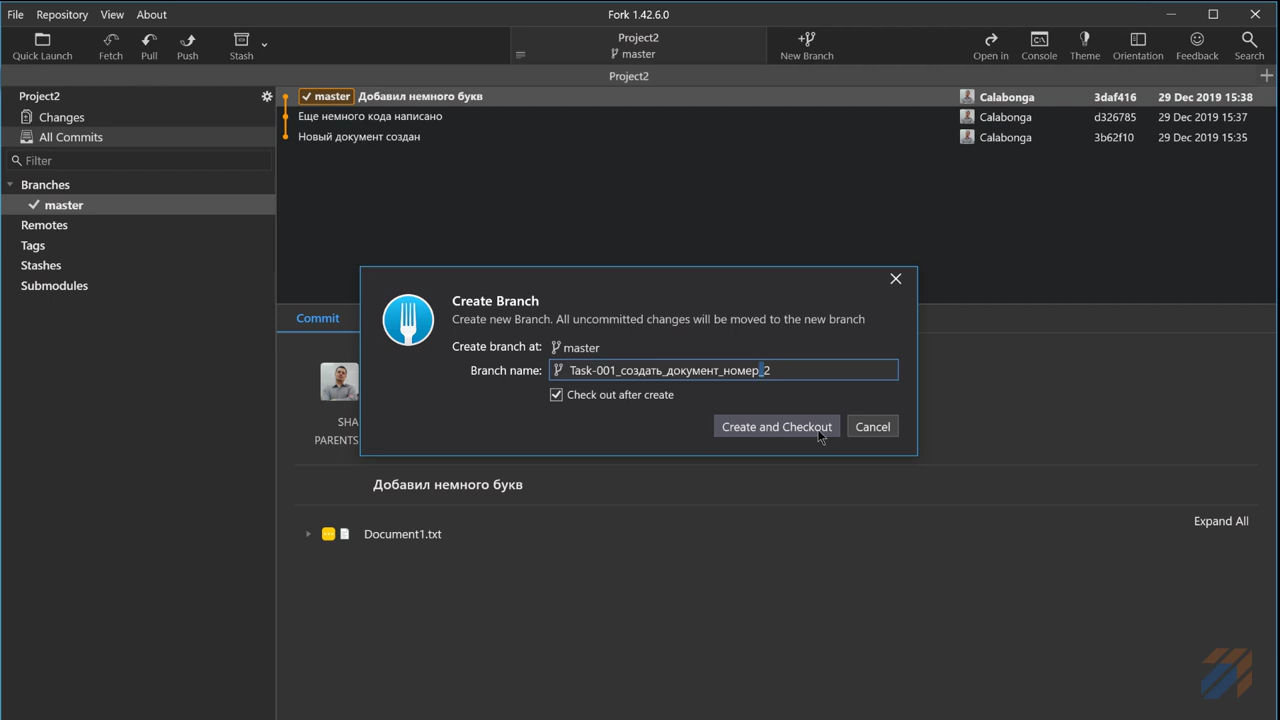 File Repository View About
Fork 1.42.6.0
Quick Launch Fetch Pull Push Stash
Project2
master
New Branch
Open in Console Theme Orientation Feedback Search
Project2
Project2
Changes
All Commits
Filter
Branches
master
Remotes
Tags
Stashes
Submodules
master Добавил немного букв Calabonga 3daf416 29 Dec 2019 15:38
Еще немного кода написано Calabonga d326785 29 Dec 2019 15:37
Новый документ создан Calabonga 3b62f10 29 Dec 2019 15:35
Create Branch
Create new Branch. All uncommitted changes will be moved to the new branch
Create branch at: master
Branch name: Task-001_создать_документ_номер_2
Check out after create
Create and Checkout Cancel
Commit
SHA
PARENTS
Добавил немного букв
Expand All
Document1.txt